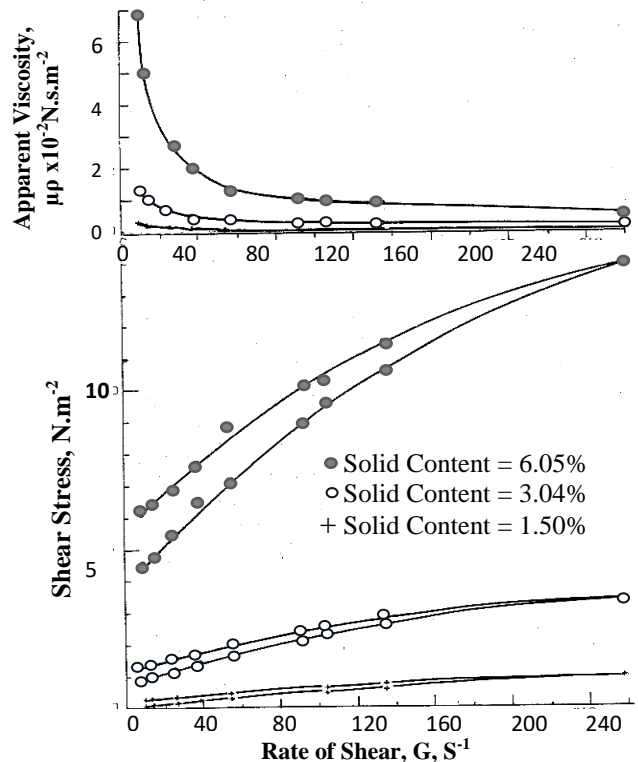 Apparent Viscosity,
μρ x10⁻²N.s.m⁻²
6
4
2
0
0 40 80 120 160 200 240
Shear Stress, N.m⁻²
10
5
● Solid Content = 6.05%
○ Solid Content = 3.04%
+ Solid Content = 1.50%
0 40 80 120 160 200 240
Rate of Shear, G, S⁻¹